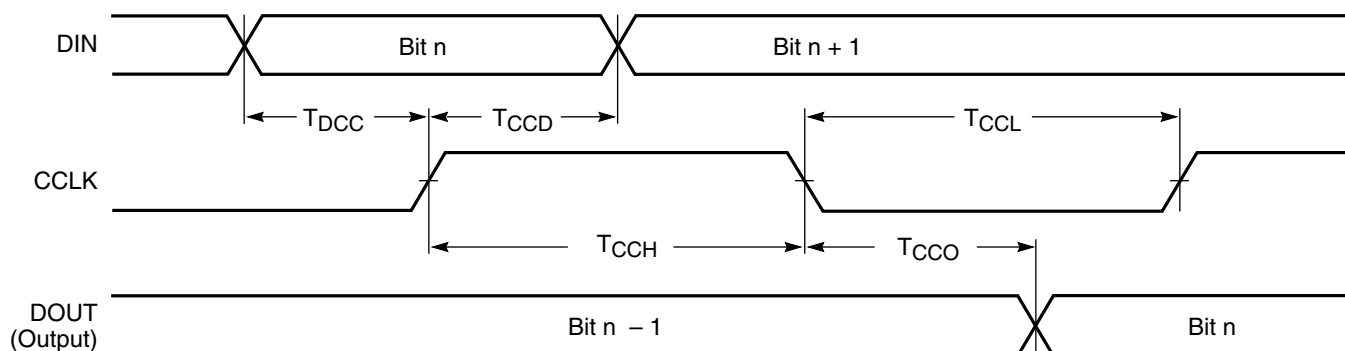 DIN
Bit n
Bit n + 1
TDCC
TCCD
TCCL
CCLK
TCCH
TCCO
DOUT
(Output)
Bit n – 1
Bit n